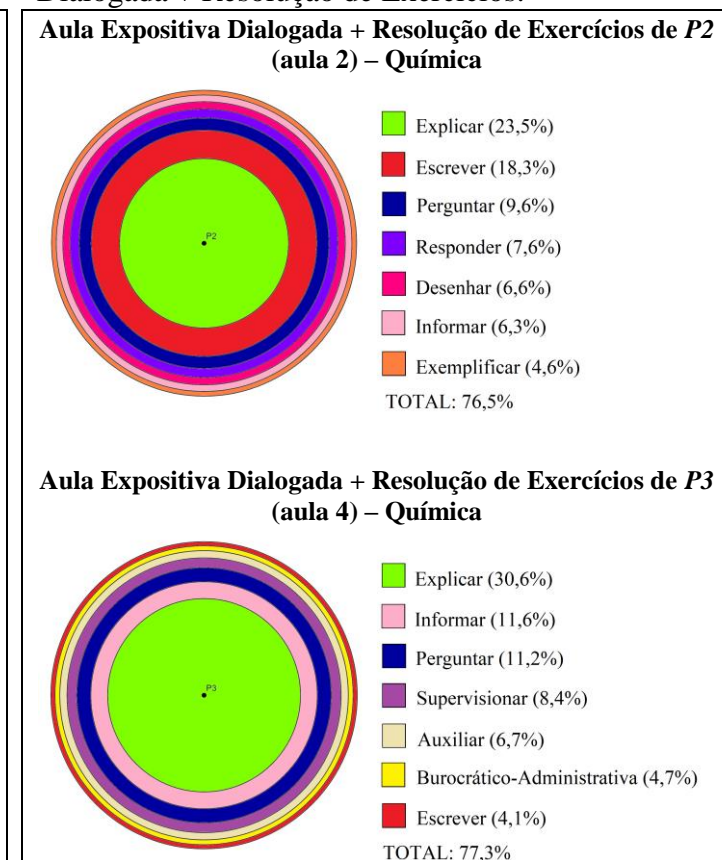 Dialogada + Resolução de Exercícios.
Aula Expositiva Dialogada + Resolução de Exercícios de P2
(aula 2) – Química
P2
Explicar (23,5%)
Escrever (18,3%)
Perguntar (9,6%)
Responder (7,6%)
Desenhar (6,6%)
Informar (6,3%)
Exemplificar (4,6%)
TOTAL: 76,5%
Aula Expositiva Dialogada + Resolução de Exercícios de P3
(aula 4) – Química
P3
Explicar (30,6%)
Informar (11,6%)
Perguntar (11,2%)
Supervisionar (8,4%)
Auxiliar (6,7%)
Burocrático-Administrativa (4,7%)
Escrever (4,1%)
TOTAL: 77,3%